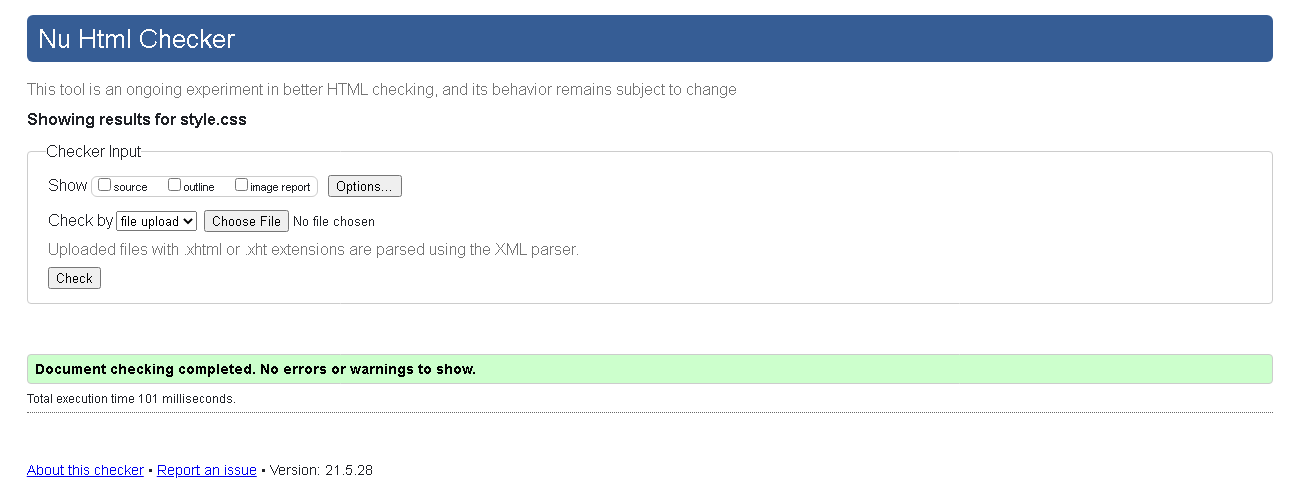 Nu Html Checker
This tool is an ongoing experiment in better HTML checking, and its behavior remains subject to change
Showing results for style.css
Checker Input
Show source outline image report Options...
Check by file upload Choose File No file chosen
Uploaded files with .xhtml or .xht extensions are parsed using the XML parser.
Check
Document checking completed. No errors or warnings to show.
Total execution time 101 milliseconds.
About this checker • Report an issue • Version: 21.5.28